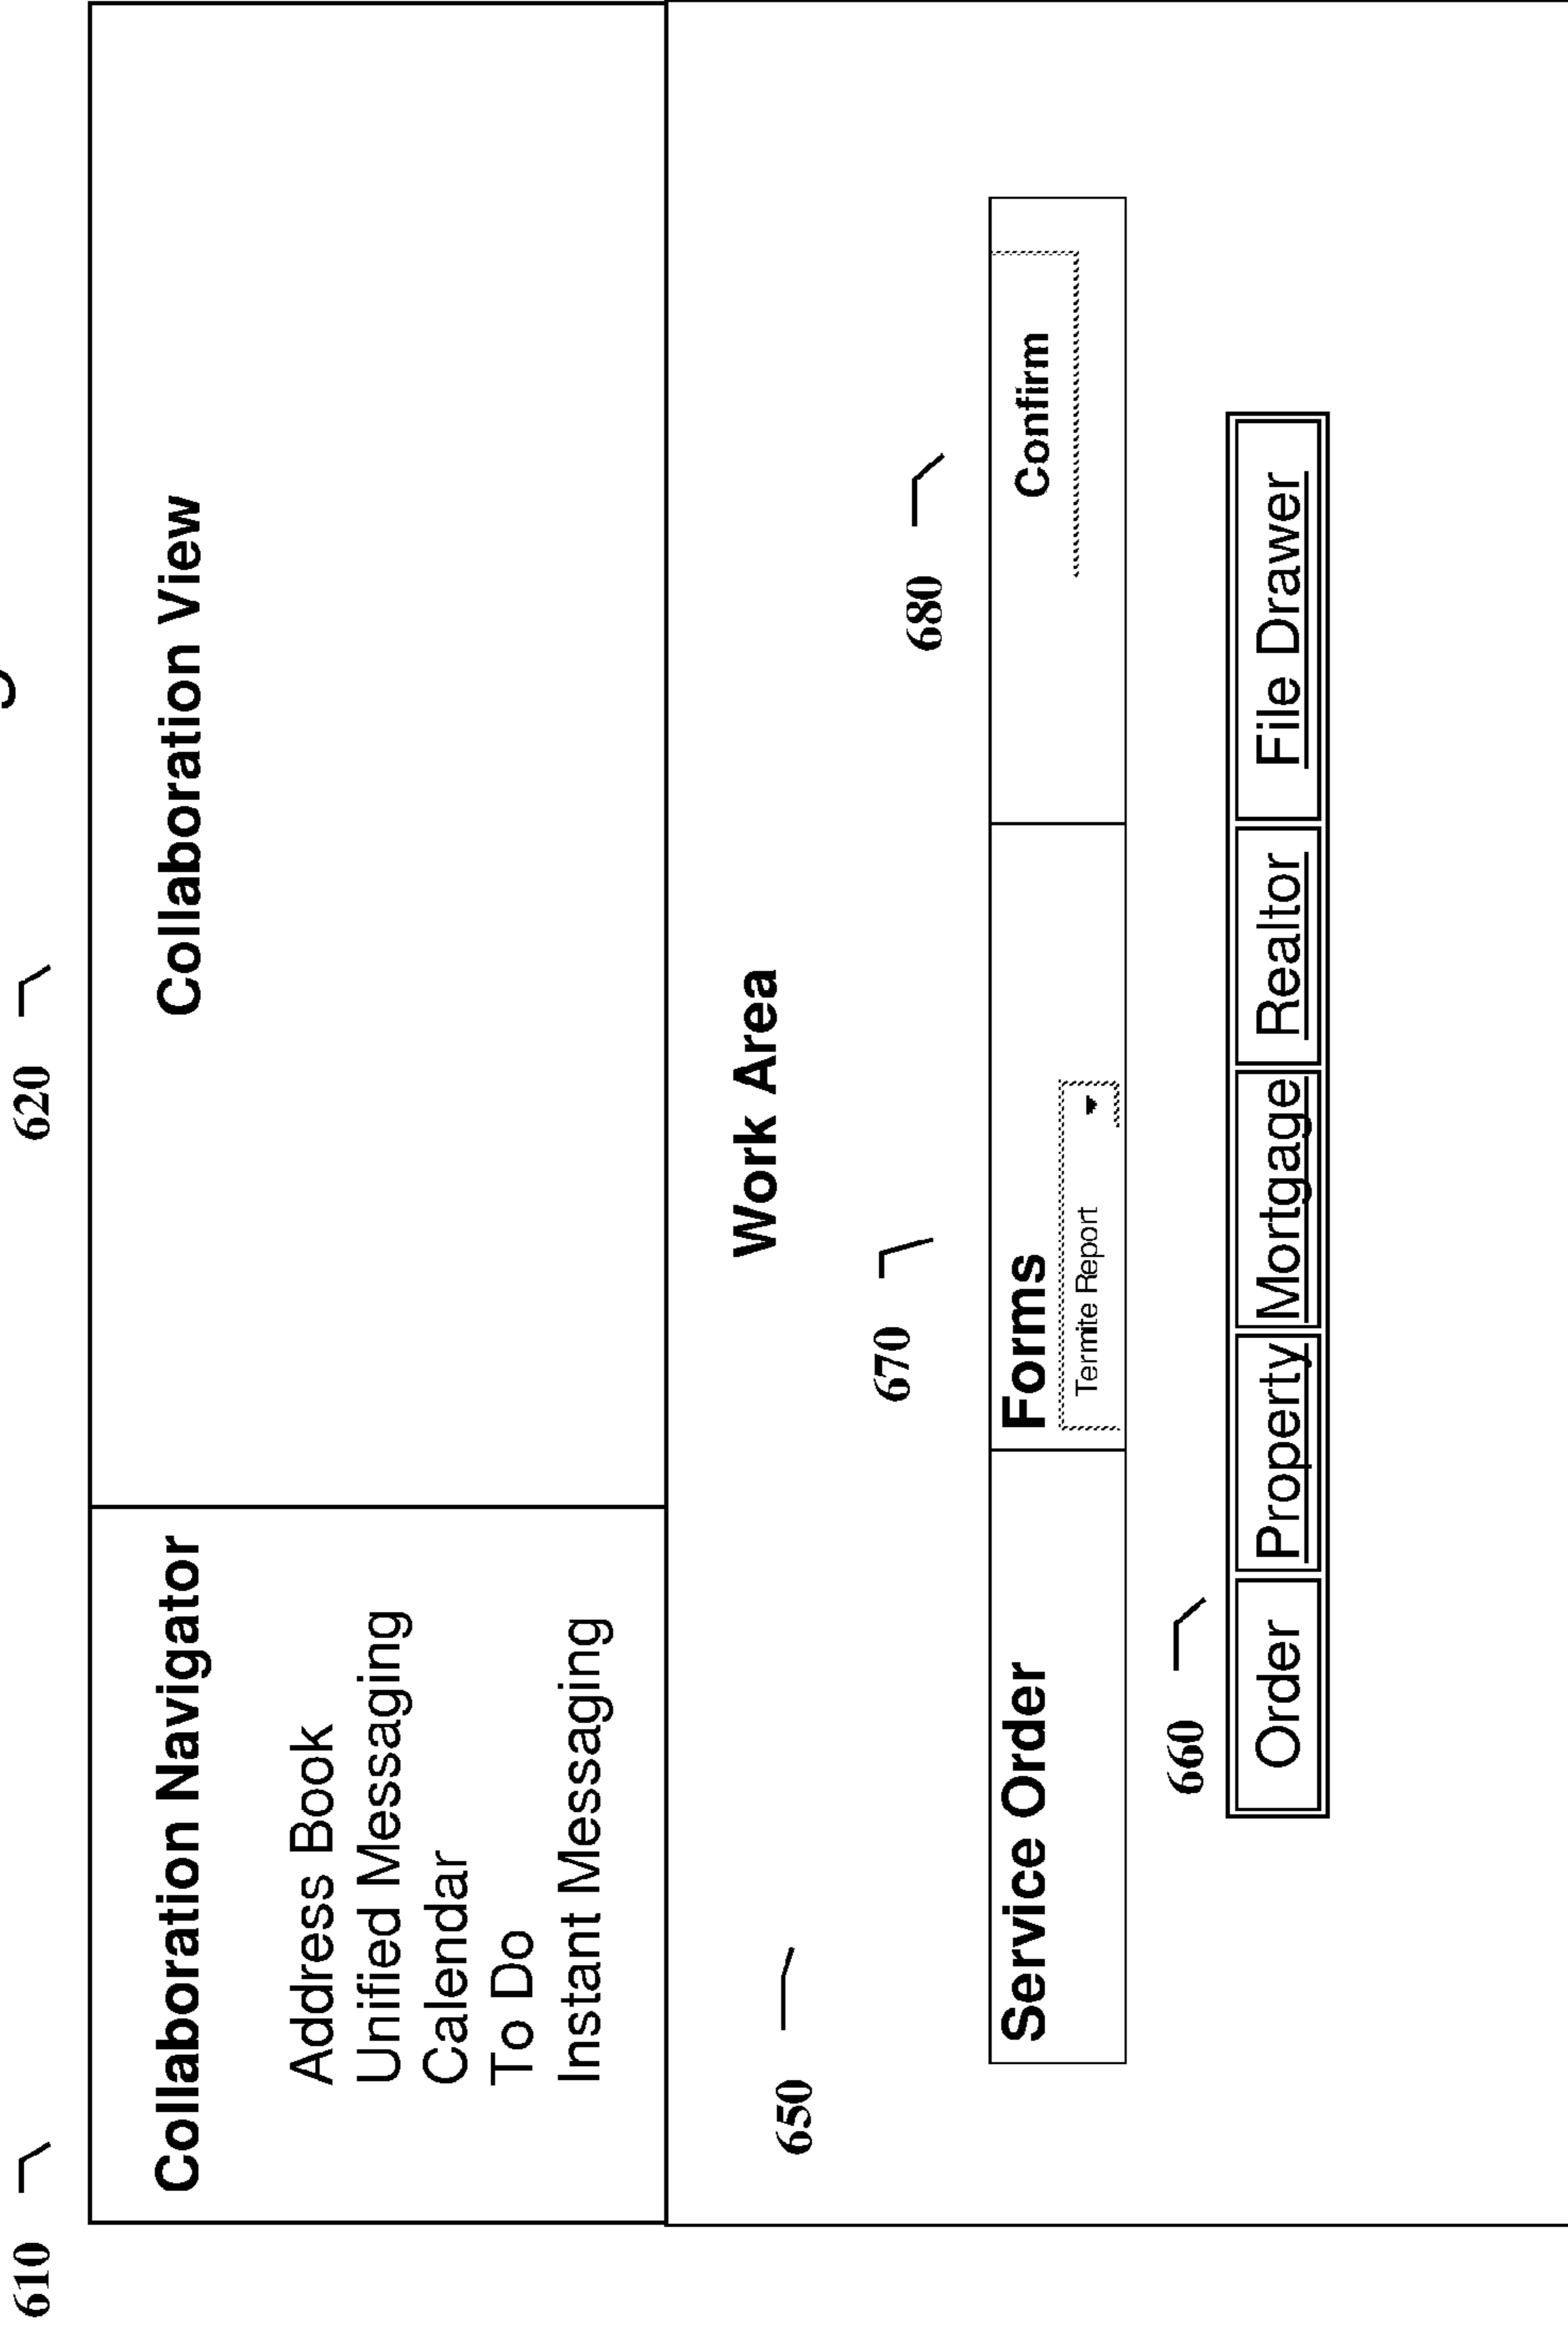 610
620
Collaboration Navigator
Collaboration View
Address Book
Unified Messaging
Calendar
To Do
Instant Messaging
650
Work Area
670
680
Service Order
Forms
Confirm
Termite Report
660
Order
Property
Mortgage
Realtor
File Drawer